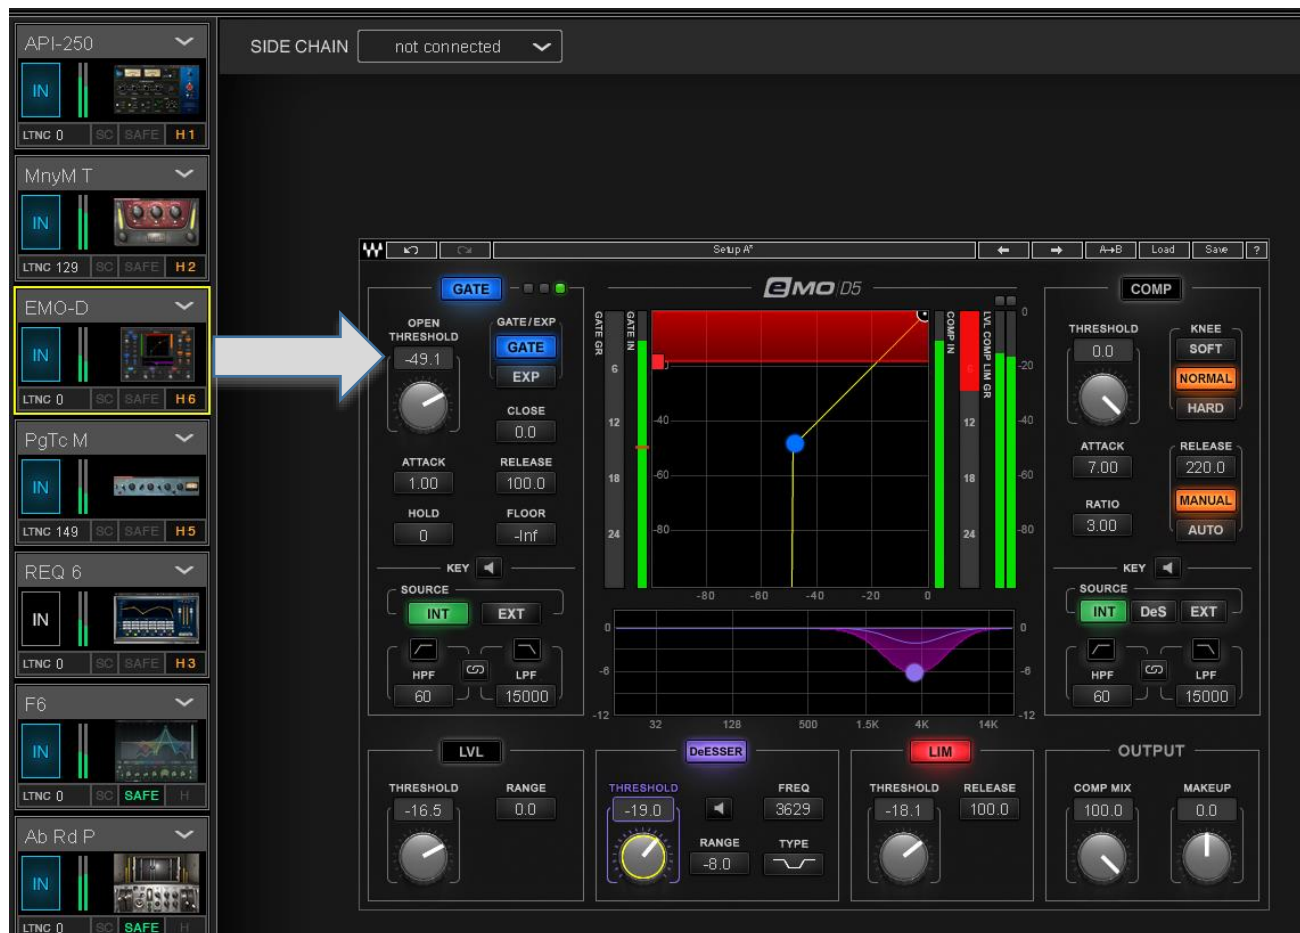 API-250
IN
LTNC 0 SC SAFE H 1
MnyM T
IN
LTNC 129 SC SAFE H 2
EMO-D
IN
LTNC 0 SC SAFE H 6
PgTc M
IN
LTNC 149 SC SAFE H 5
REQ 6
IN
LTNC 0 SC SAFE H 3
F6
IN
LTNC 0 SC SAFE H
Ab Rd P
IN
LTNC 0 SC SAFE H
SIDE CHAIN not connected
Setup A* A→B Load Save ?
GATE
OPEN
THRESHOLD
-49.1
GATE/EXP
GATE
EXP
CLOSE
0.0
ATTACK RELEASE
1.00 100.0
HOLD FLOOR
0 -Inf
KEY
SOURCE
INT EXT
HPF LPF
60 15000
eMO D5
GATE GR
GATE IN
6
12
18
24
-40
-60
-80
-80 -60 -40 -20 0
COMP IN
LVL COMP LIM GR
6
12
18
24
0
-20
-40
-60
-80
0 0
-6 -6
-12 -12
32 128 500 1.5K 4K 14K
COMP
THRESHOLD
0.0
KNEE
SOFT
NORMAL
HARD
ATTACK RELEASE
7.00 220.0
RATIO
3.00
MANUAL
AUTO
KEY
SOURCE
INT DeS EXT
HPF LPF
60 15000
LVL
THRESHOLD RANGE
-16.5 0.0
DeESSER
THRESHOLD FREQ
-19.0 3629
RANGE TYPE
-8.0
LIM
THRESHOLD RELEASE
-18.1 100.0
OUTPUT
COMP MIX MAKEUP
100.0 0.0